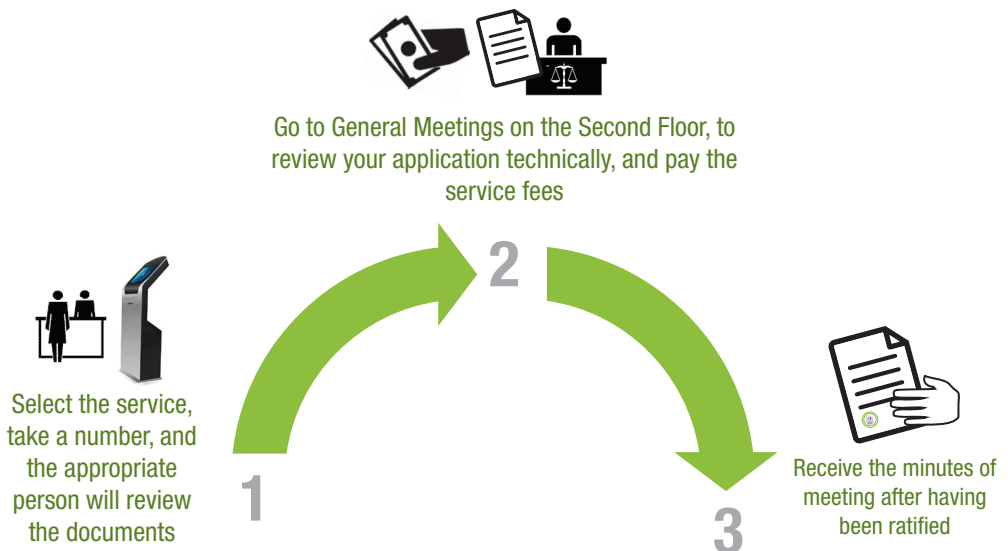 Select the service,
take a number, and
the appropriate
person will review
the documents
1
Go to General Meetings on the Second Floor, to
review your application technically, and pay the
service fees
2
Receive the minutes of
meeting after having
been ratified
3